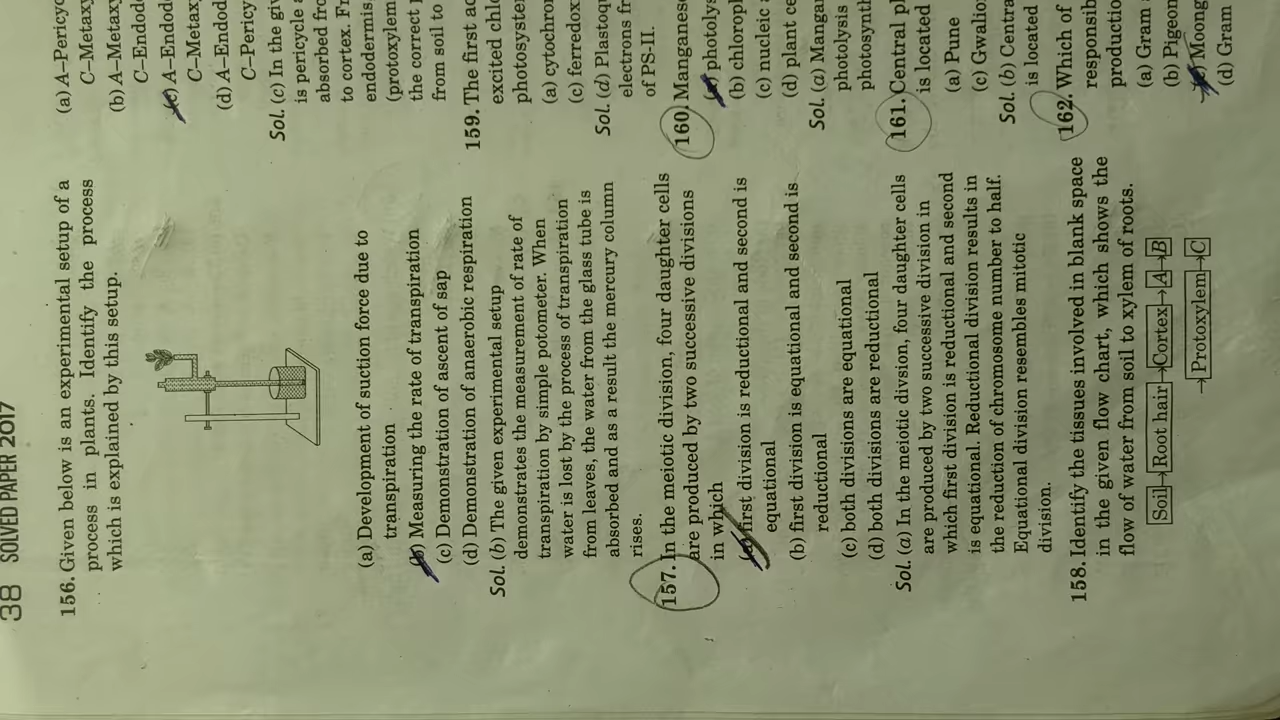 38 SOLVED PAPER 2017
156. Given below is an experimental setup of a
process in plants. Identify the process
which is explained by this setup.
(a) Development of suction force due to
transpiration
(b) Measuring the rate of transpiration
(c) Demonstration of ascent of sap
(d) Demonstration of anaerobic respiration
Sol. (b) The given experimental setup
demonstrates the measurement of rate of
transpiration by simple potometer. When
water is lost by the process of transpiration
from leaves, the water from the glass tube is
absorbed and as a result the mercury column
rises.
157. In the meiotic division, four daughter cells
are produced by two successive divisions
in which
(a) first division is reductional and second is
equational
(b) first division is equational and second is
reductional
(c) both divisions are equational
(d) both divisions are reductional
Sol. (a) In the meiotic division, four daughter cells
are produced by two successive division in
which first division is reductional and second
is equational. Reductional division results in
the reduction of chromosome number to half.
Equational division resembles mitotic
division.
158. Identify the tissues involved in blank space
in the given flow chart, which shows the
flow of water from soil to xylem of roots.
Soil→Root hair→Cortex→A→B
→Protoxylem→C
(a) A–Pericyc
C–Metaxy
(b) A–Metaxy
C–Endode
(c) A–Endode
C–Metaxy
(d) A–Endod
C–Pericy
Sol. (c) In the giv
is pericycle a
absorbed fro
to cortex. Fr
endodermis,
(protoxylem
the correct
from soil to
159. The first ac
excited chlo
photosyste
(a) cytochron
(c) ferredox
Sol. (d) Plastoqu
electrons fr
of PS-II.
160. Manganese
(a) photolys
(b) chloropl
(c) nucleic
(d) plant ce
Sol. (a) Mangan
photolysis
photosynth
161. Central pl
is located
(a) Pune
(c) Gwalio
Sol. (b) Centra
is located
162. Which of
responsib
productio
(a) Gram
(b) Pigeon
(c) Moong
(d) Gram